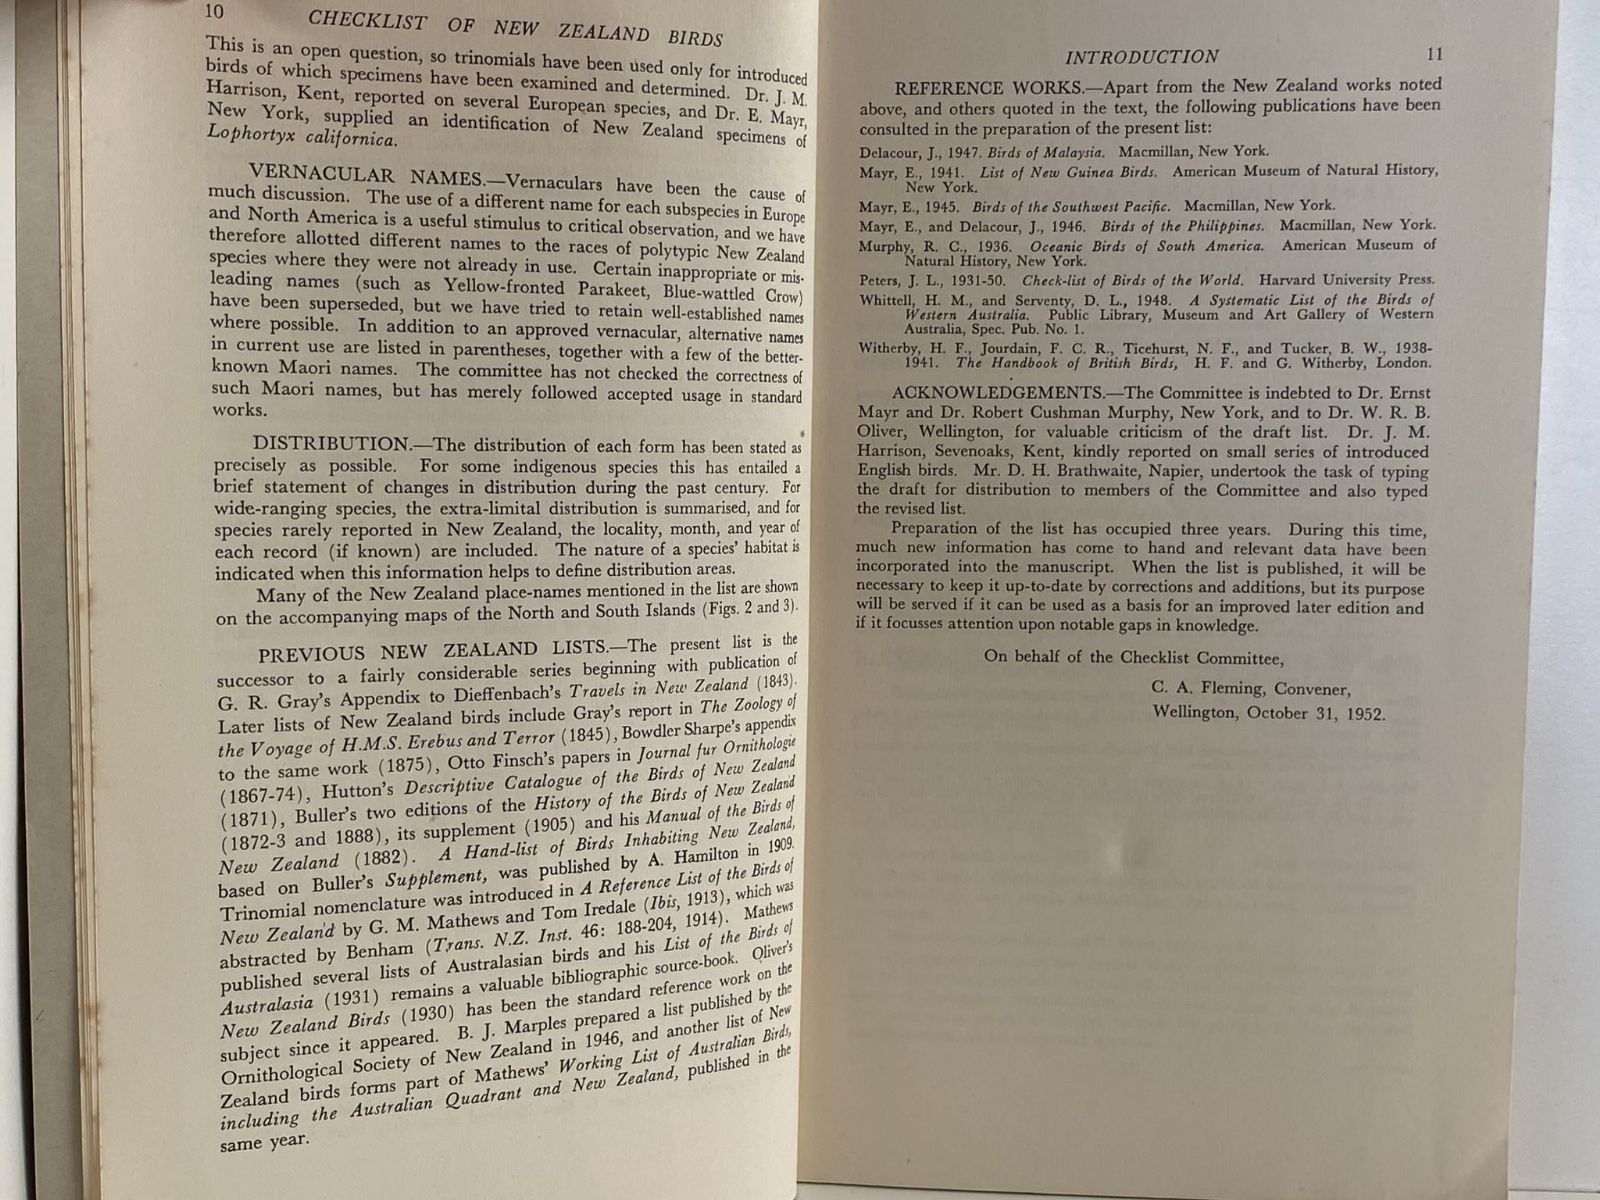 10 CHECKLIST OF NEW ZEALAND BIRDS
This is an open question, so trinomials have been used only for introduced
birds of which specimens have been examined and determined. Dr. J. M.
Harrison, Kent, reported on several European species, and Dr. E. Mayr,
New York, supplied an identification of New Zealand specimens of
Lophortyx californica.
VERNACULAR NAMES.—Vernaculars have been the cause of
much discussion. The use of a different name for each subspecies in Europe
and North America is a useful stimulus to critical observation, and we have
therefore allotted different names to the races of polytypic New Zealand
species where they were not already in use. Certain inappropriate or mis-
leading names (such as Yellow-fronted Parakeet, Blue-wattled Crow)
have been superseded, but we have tried to retain well-established names
where possible. In addition to an approved vernacular, alternative names
in current use are listed in parentheses, together with a few of the better-
known Maori names. The committee has not checked the correctness of
such Maori names, but has merely followed accepted usage in standard
works.
DISTRIBUTION.—The distribution of each form has been stated as
precisely as possible. For some indigenous species this has entailed a
brief statement of changes in distribution during the past century. For
wide-ranging species, the extra-limital distribution is summarised, and for
species rarely reported in New Zealand, the locality, month, and year of
each record (if known) are included. The nature of a species' habitat is
indicated when this information helps to define distribution areas.
Many of the New Zealand place-names mentioned in the list are shown
on the accompanying maps of the North and South Islands (Figs. 2 and 3).
PREVIOUS NEW ZEALAND LISTS.—The present list is the
successor to a fairly considerable series beginning with publication of
G. R. Gray's Appendix to Dieffenbach's Travels in New Zealand (1843).
Later lists of New Zealand birds include Gray's report in The Zoology of
the Voyage of H.M.S. Erebus and Terror (1845), Bowdler Sharpe's appendix
to the same work (1875), Otto Finsch's papers in Journal fur Ornithologie
(1867-74), Hutton's Descriptive Catalogue of the Birds of New Zealand
(1871), Buller's two editions of the History of the Birds of New Zealand
(1872-3 and 1888), its supplement (1905) and his Manual of the Birds of
New Zealand (1882). A Hand-list of Birds Inhabiting New Zealand,
based on Buller's Supplement, was published by A. Hamilton in 1909.
Trinomial nomenclature was introduced in A Reference List of the Birds of
New Zealand by G. M. Mathews and Tom Iredale (Ibis, 1913), which was
abstracted by Benham (Trans. N.Z. Inst. 46: 188-204, 1914). Mathews
published several lists of Australasian birds and his List of the Birds of
Australasia (1931) remains a valuable bibliographic source-book. Oliver's
New Zealand Birds (1930) has been the standard reference work on the
subject since it appeared. B. J. Marples prepared a list published by the
Ornithological Society of New Zealand in 1946, and another list of New
Zealand birds forms part of Mathews' Working List of Australian Birds,
including the Australian Quadrant and New Zealand, published in the
same year.
INTRODUCTION 11
REFERENCE WORKS.—Apart from the New Zealand works noted
above, and others quoted in the text, the following publications have been
consulted in the preparation of the present list:
Delacour, J., 1947. Birds of Malaysia. Macmillan, New York.
Mayr, E., 1941. List of New Guinea Birds. American Museum of Natural History,
New York.
Mayr, E., 1945. Birds of the Southwest Pacific. Macmillan, New York.
Mayr, E., and Delacour, J., 1946. Birds of the Philippines. Macmillan, New York.
Murphy, R. C., 1936. Oceanic Birds of South America. American Museum of
Natural History, New York.
Peters, J. L., 1931-50. Check-list of Birds of the World. Harvard University Press.
Whittell, H. M., and Serventy, D. L., 1948. A Systematic List of the Birds of
Western Australia. Public Library, Museum and Art Gallery of Western
Australia, Spec. Pub. No. 1.
Witherby, H. F., Jourdain, F. C. R., Ticehurst, N. F., and Tucker, B. W., 1938-
1941. The Handbook of British Birds, H. F. and G. Witherby, London.
ACKNOWLEDGEMENTS.—The Committee is indebted to Dr. Ernst
Mayr and Dr. Robert Cushman Murphy, New York, and to Dr. W. R. B.
Oliver, Wellington, for valuable criticism of the draft list. Dr. J. M.
Harrison, Sevenoaks, Kent, kindly reported on small series of introduced
English birds. Mr. D. H. Brathwaite, Napier, undertook the task of typing
the draft for distribution to members of the Committee and also typed
the revised list.
Preparation of the list has occupied three years. During this time,
much new information has come to hand and relevant data have been
incorporated into the manuscript. When the list is published, it will be
necessary to keep it up-to-date by corrections and additions, but its purpose
will be served if it can be used as a basis for an improved later edition and
if it focusses attention upon notable gaps in knowledge.
On behalf of the Checklist Committee,
C. A. Fleming, Convener,
Wellington, October 31, 1952.